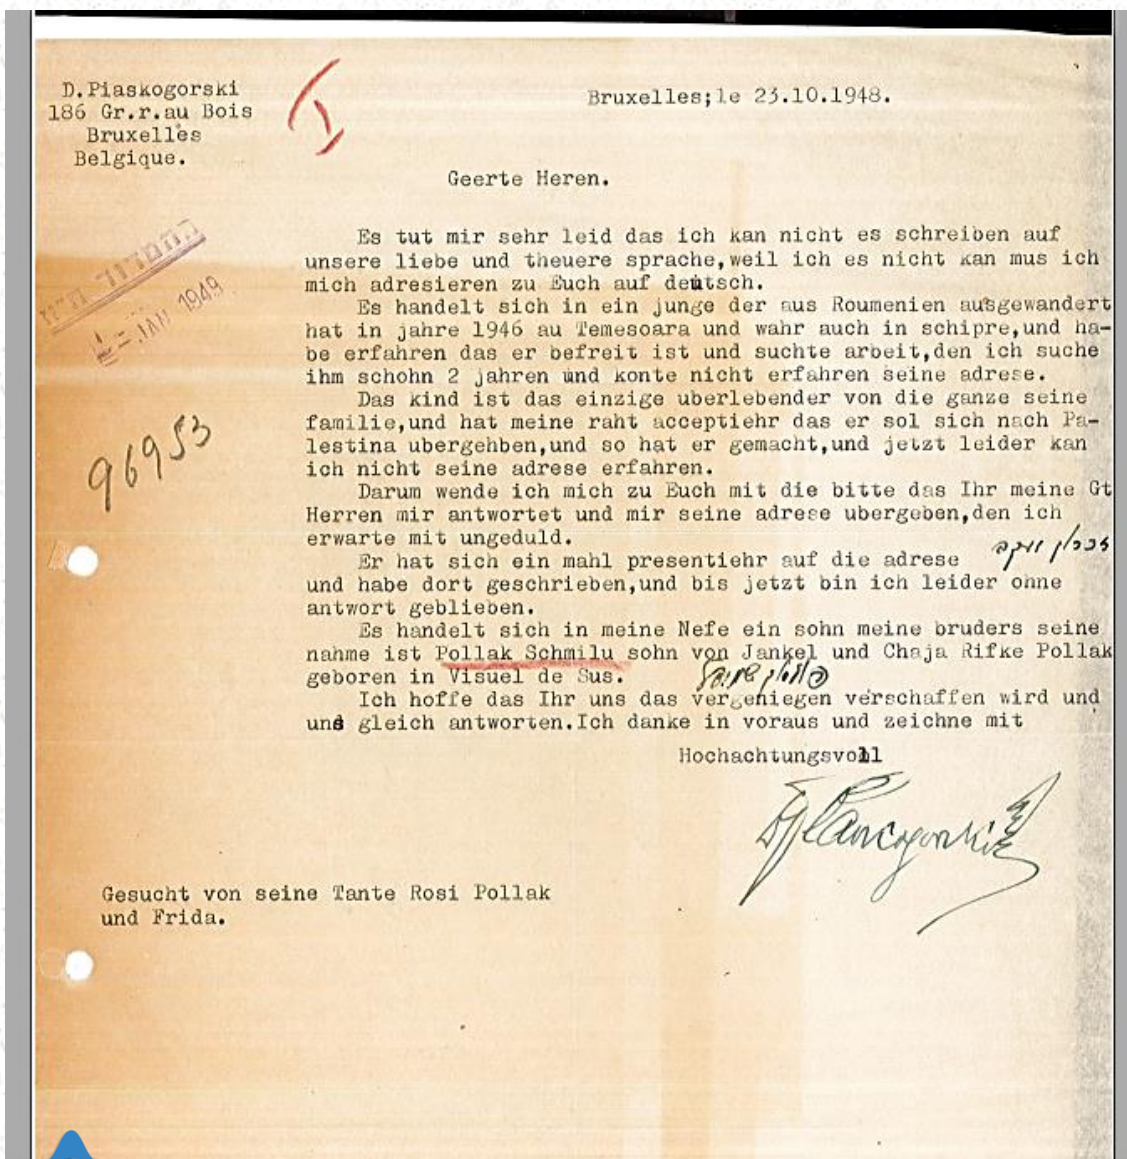 D.Piaskogorski
186 Gr.r.au Bois
Bruxelles
Belgique.
Bruxelles;le 23.10.1948.
Geerte Heren.
JAN 1949
96953
Es tut mir sehr leid das ich kan nicht es schreiben auf
unsere liebe und theuere sprache,weil ich es nicht kan mus ich
mich adresieren zu Euch auf deutsch.
Es handelt sich in ein junge der aus Roumenien ausgewandert
hat in jahre 1946 au Temesoara und wahr auch in schipre,und ha-
be erfahren das er befreit ist und suchte arbeit,den ich suche
ihm schohn 2 jahren und konte nicht erfahren seine adrese.
Das kind ist das einzige uberlebender von die ganze seine
familie,und hat meine raht acceptiehr das er sol sich nach Pa-
lestina ubergehben,und so hat er gemacht,und jetzt leider kan
ich nicht seine adrese erfahren.
Darum wende ich mich zu Euch mit die bitte das Ihr meine Gt
Herren mir antwortet und mir seine adrese ubergeben,den ich
erwarte mit ungeduld.
Er hat sich ein mahl presentiehr auf die adrese זכרון יעקב
und habe dort geschrieben,und bis jetzt bin ich leider ohne
antwort geblieben.
Es handelt sich in meine Nefe ein sohn meine bruders seine
nahme ist Pollak Schmilu sohn von Jankel und Chaja Rifke Pollak
geboren in Visuel de Sus.
Ich hoffe das Ihr uns das vergeniegen verschaffen wird und
und gleich antworten.Ich danke in voraus und zeichne mit
Hochachtungsvoll
Gesucht von seine Tante Rosi Pollak
und Frida.